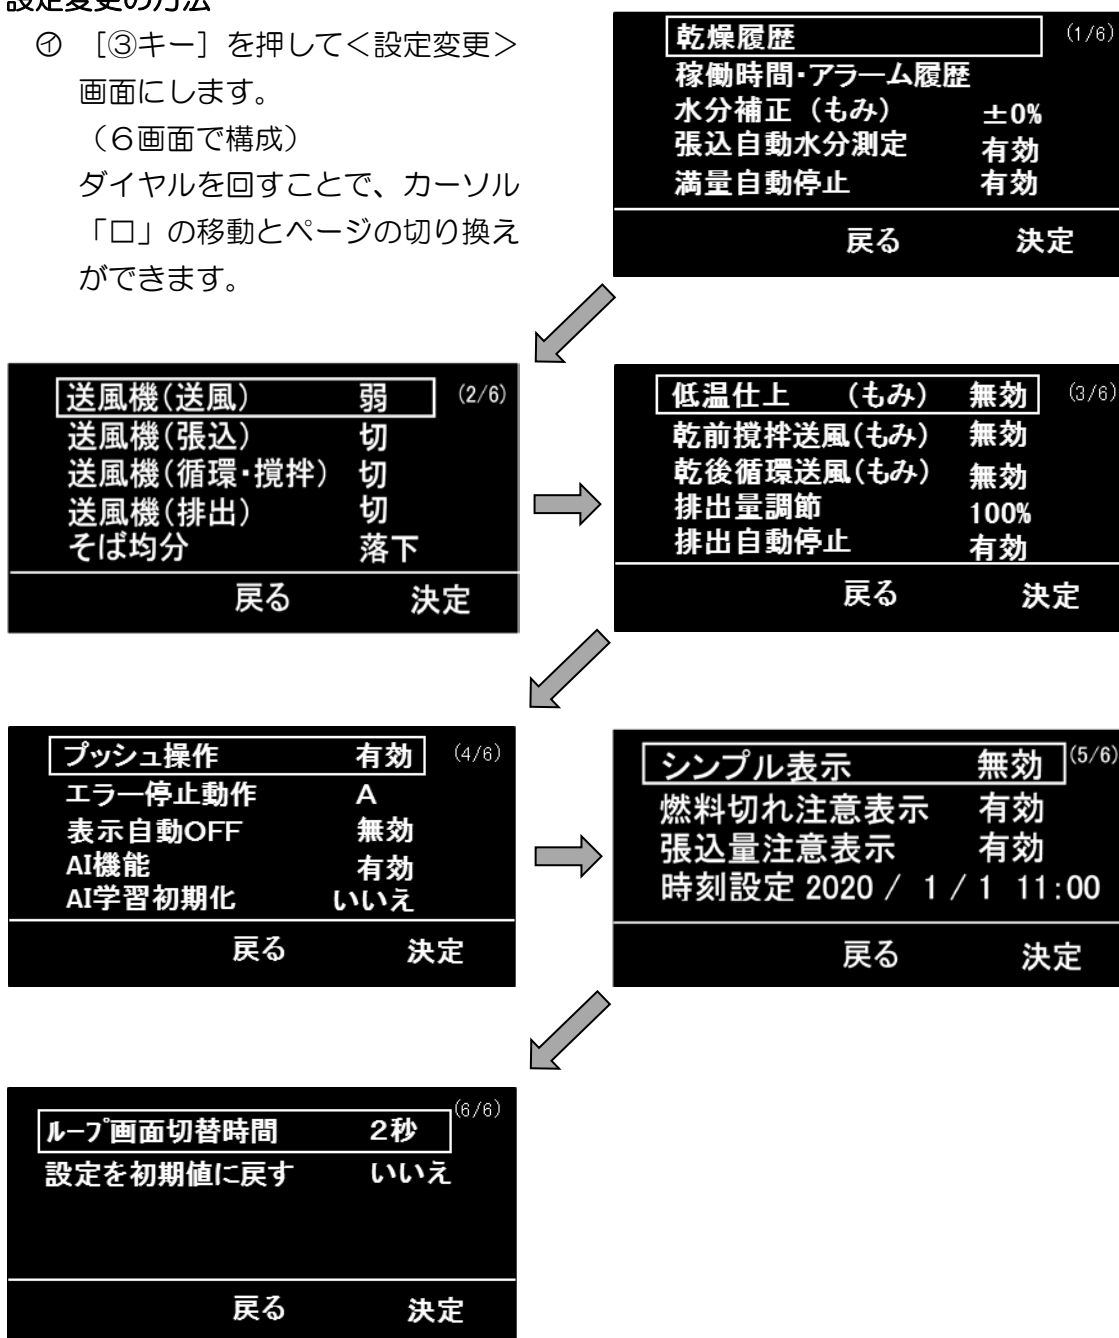 設定変更の方法
㋑ ［③キー］を押して＜設定変更＞
画面にします。
（６画面で構成）
ダイヤルを回すことで、カーソル
「□」の移動とページの切り換え
ができます。
乾燥履歴 (1/6)
稼働時間・アラーム履歴
水分補正（もみ） ±0%
張込自動水分測定 有効
満量自動停止 有効
戻る 決定
送風機(送風) 弱 (2/6)
送風機(張込) 切
送風機(循環・撹拌) 切
送風機(排出) 切
そば均分 落下
戻る 決定
低温仕上 (もみ) 無効 (3/6)
乾前撹拌送風(もみ) 無効
乾後循環送風(もみ) 無効
排出量調節 100%
排出自動停止 有効
戻る 決定
プッシュ操作 有効 (4/6)
エラー停止動作 A
表示自動OFF 無効
AI機能 有効
AI学習初期化 いいえ
戻る 決定
シンプル表示 無効 (5/6)
燃料切れ注意表示 有効
張込量注意表示 有効
時刻設定 2020 / 1 / 1 11:00
戻る 決定
ﾙｰﾌﾟ画面切替時間 2秒 (6/6)
設定を初期値に戻す いいえ
戻る 決定